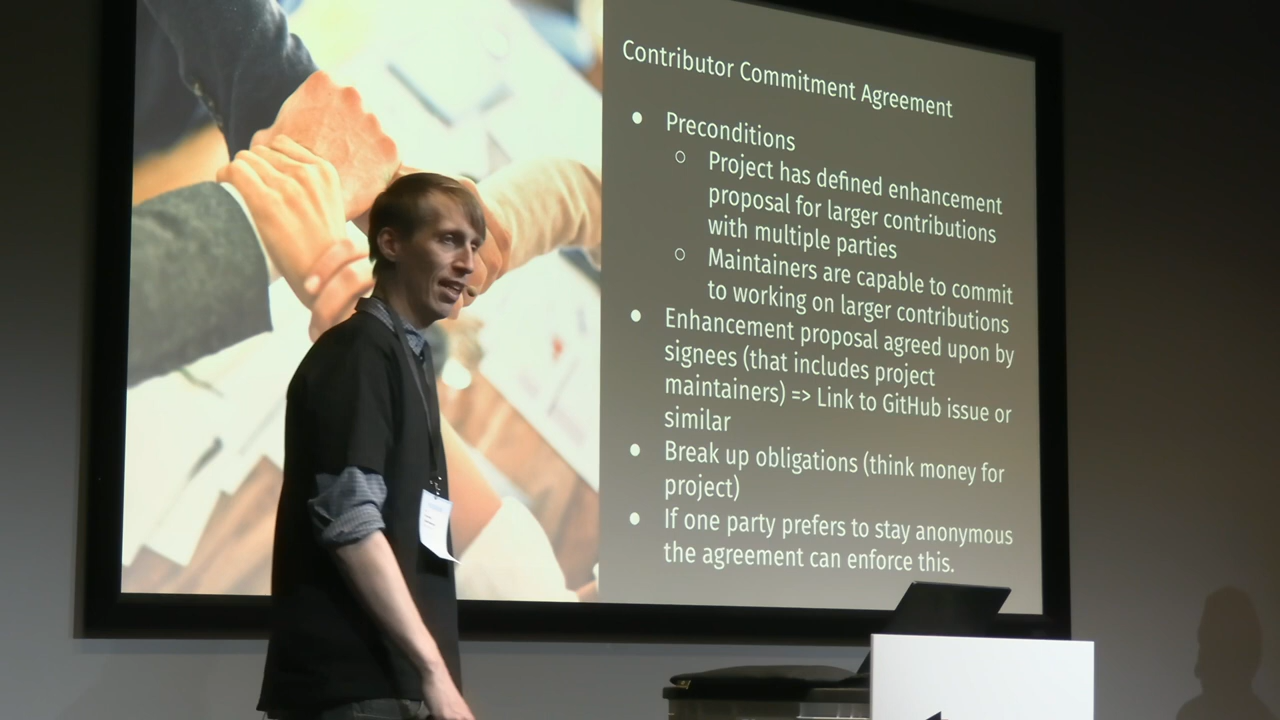 Contributor Commitment Agreement
● Preconditions
○ Project has defined enhancement
proposal for larger contributions
with multiple parties
○ Maintainers are capable to commit
to working on larger contributions
● Enhancement proposal agreed upon by
signees (that includes project
maintainers) => Link to GitHub issue or
similar
● Break up obligations (think money for
project)
● If one party prefers to stay anonymous
the agreement can enforce this.